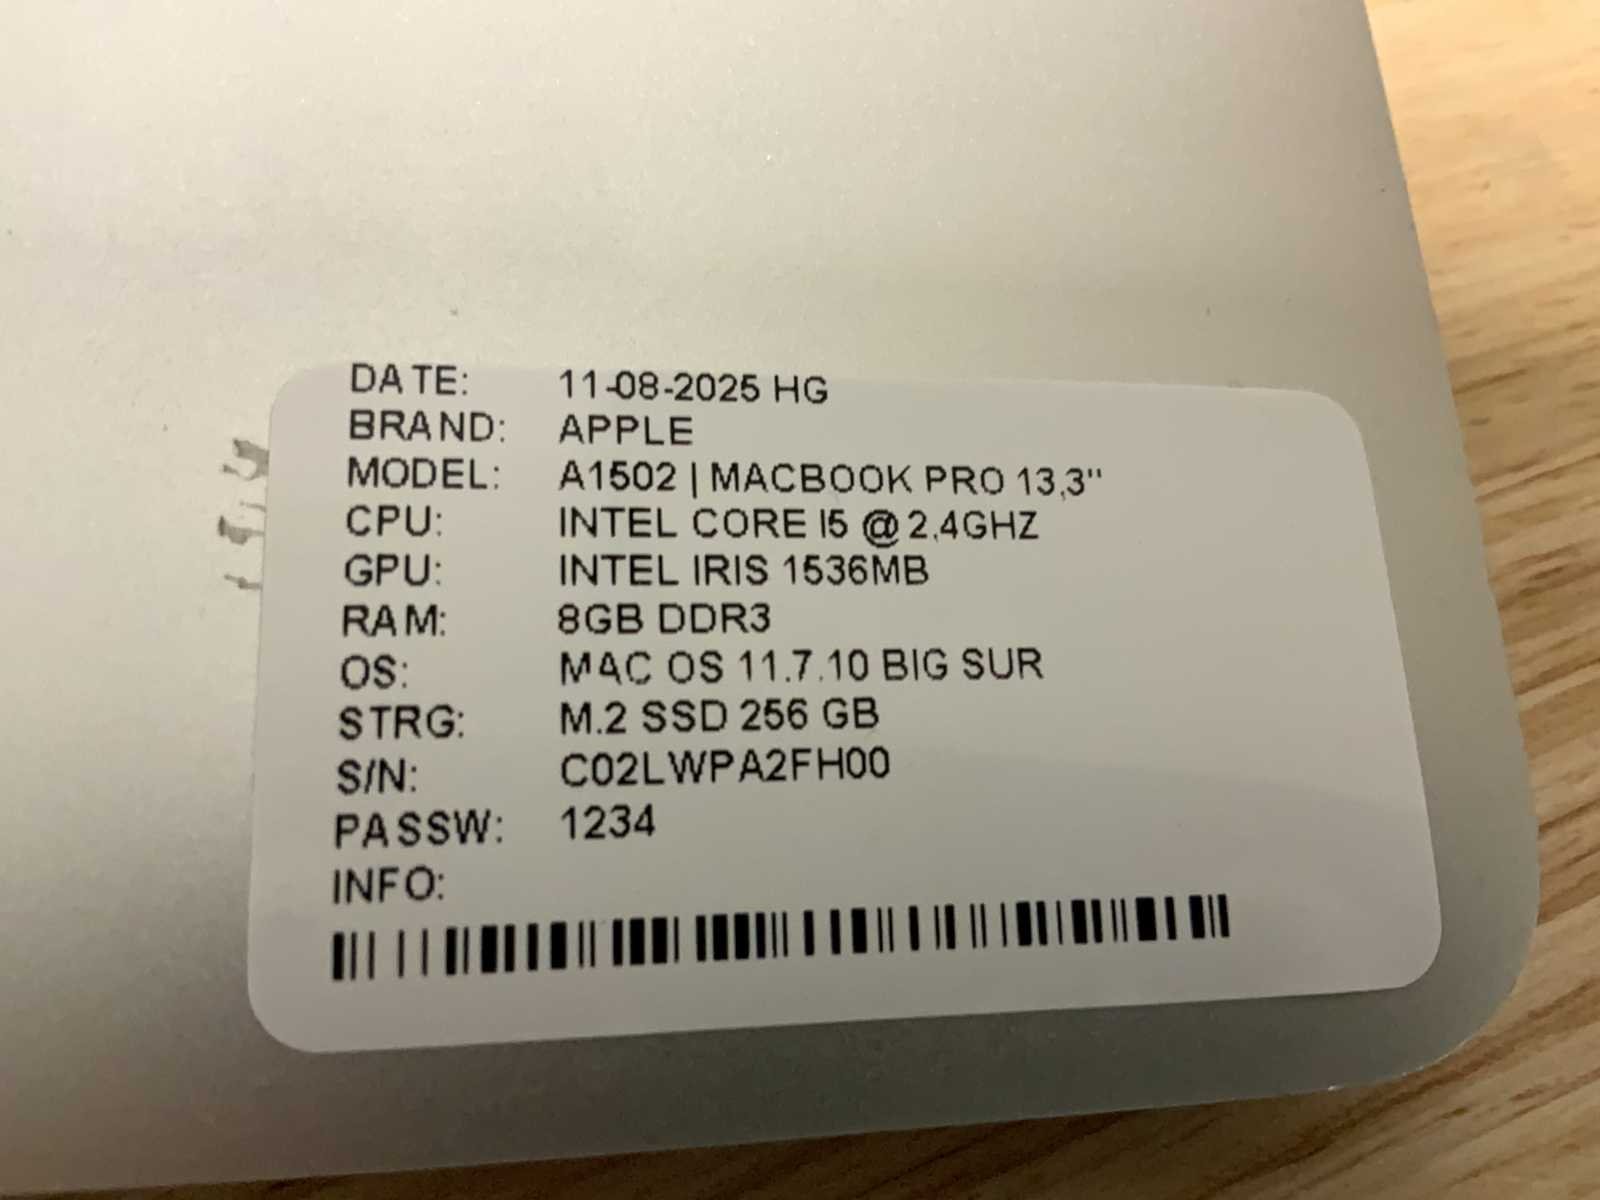 DATE: 11-08-2025 HG
BRAND: APPLE
MODEL: A1502 | MACBOOK PRO 13,3"
CPU: INTEL CORE I5 @ 2,4GHZ
GPU: INTEL IRIS 1536MB
RAM: 8GB DDR3
OS: MAC OS 11.7.10 BIG SUR
STRG: M.2 SSD 256 GB
S/N: C02LWPA2FH00
PASSW: 1234
INFO: